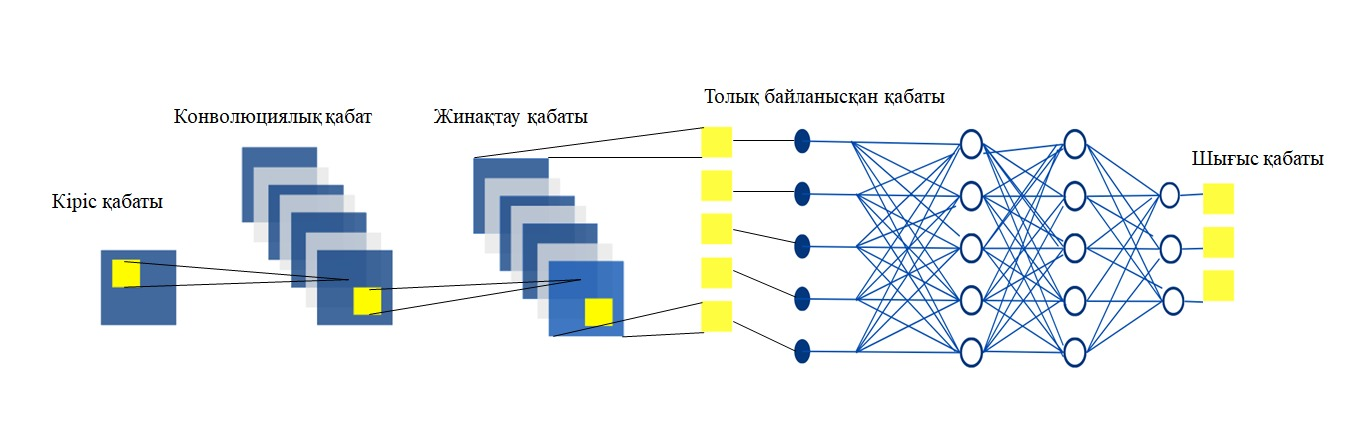 Кіріс қабаты
Конволюциялық қабат
Жинақтау қабаты
Толық байланысқан қабаты
Шығыс қабаты